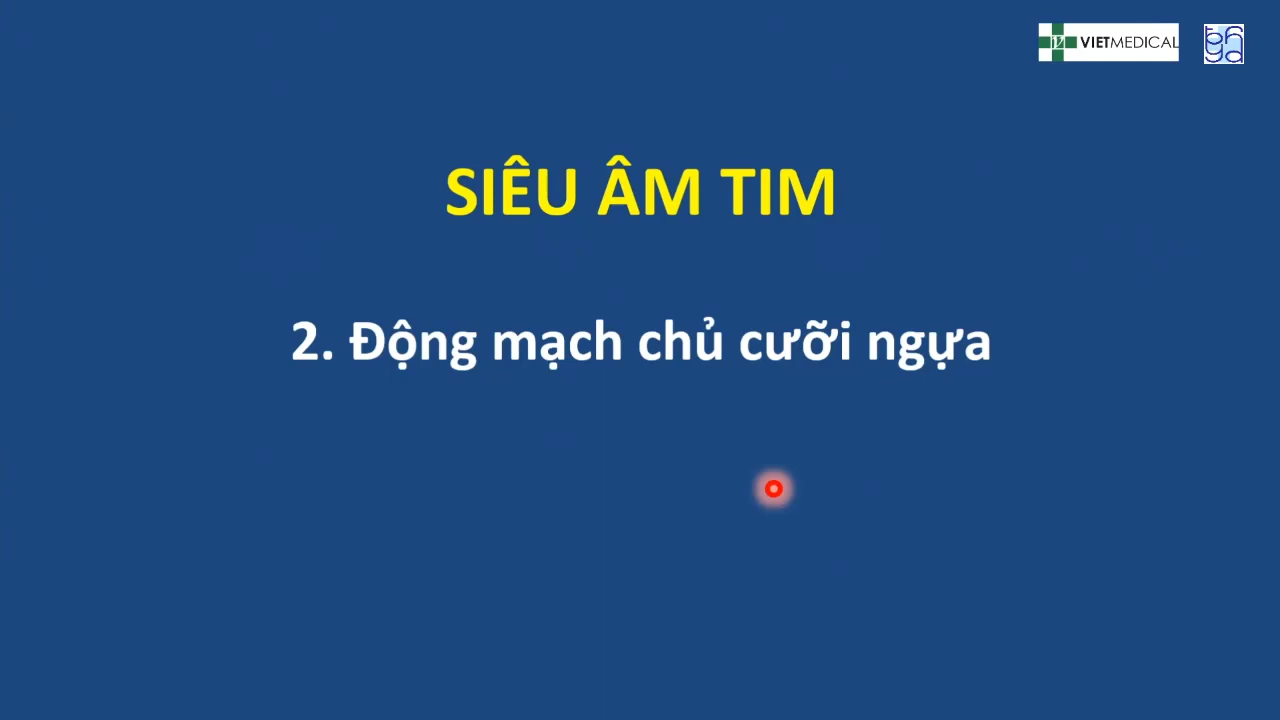 VIETMEDICAL
SIÊU ÂM TIM
2. Động mạch chủ cưỡi ngựa